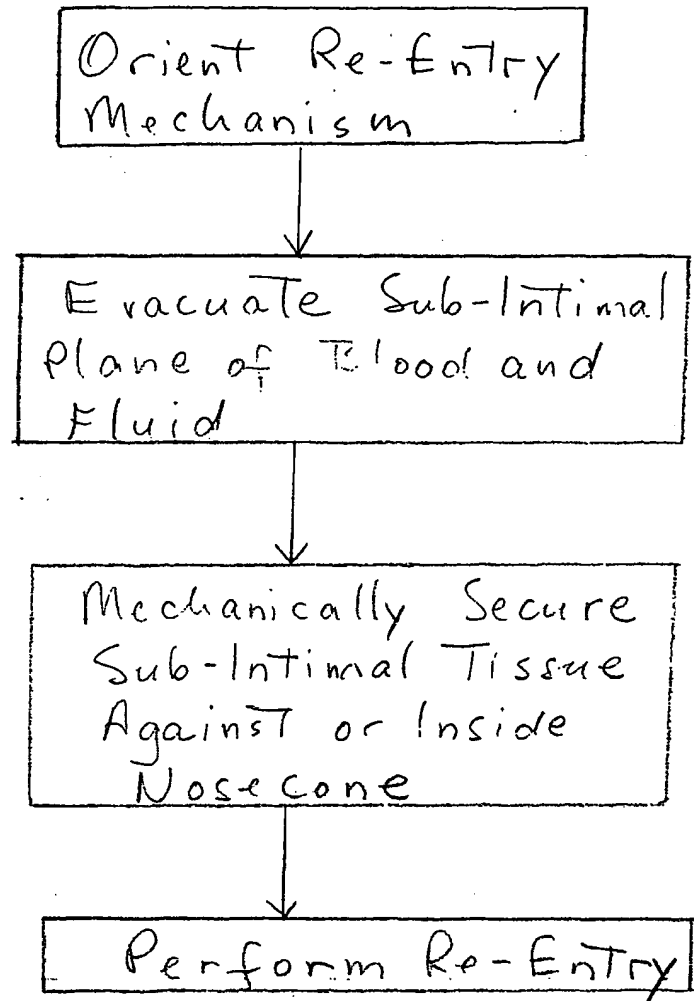 Orient Re-Entry
Mechanism
Evacuate Sub-Intimal
Plane of Blood and
Fluid
Mechanically Secure
Sub-Intimal Tissue
Against or Inside
Nosecone
Perform Re-Entry